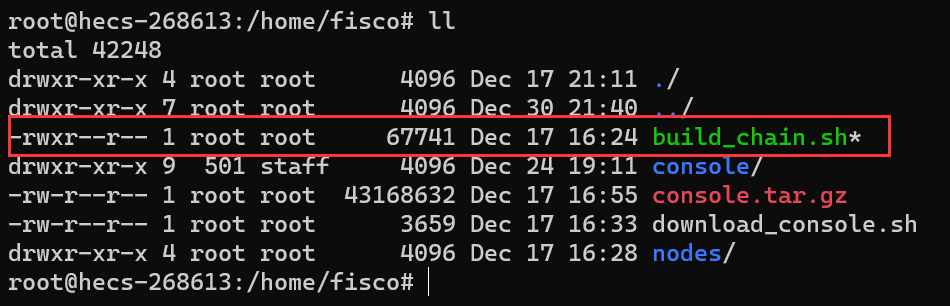 root@hecs-268613:/home/fisco# ll
total 42248
drwxr-xr-x 4 root root     4096 Dec 17 21:11 ./
drwxr-xr-x 7 root root     4096 Dec 30 21:40 ../
-rwxr--r-- 1 root root    67741 Dec 17 16:24 build_chain.sh*
drwxr-xr-x 9  501 staff    4096 Dec 24 19:11 console/
-rw-r--r-- 1 root root 43168632 Dec 17 16:55 console.tar.gz
-rw-r--r-- 1 root root     3659 Dec 17 16:33 download_console.sh
drwxr-xr-x 4 root root     4096 Dec 17 16:28 nodes/
root@hecs-268613:/home/fisco#